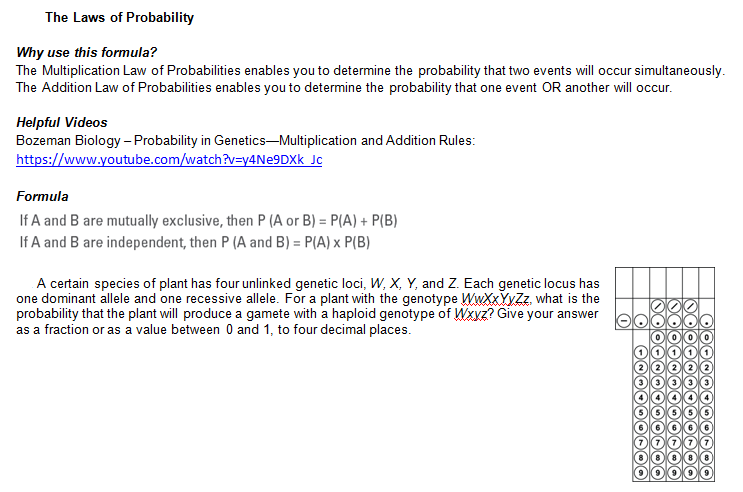 The Laws of Probability
Why use this formula?
The Multiplication Law of Probabilities enables you to determine the probability that two events will occur simultaneously.
The Addition Law of Probabilities enables you to determine the probability that one event OR another will occur.
Helpful Videos
Bozeman Biology – Probability in Genetics—Multiplication and Addition Rules:
https://www.youtube.com/watch?v=y4Ne9DXk_Jc
Formula
If A and B are mutually exclusive, then P (A or B) = P(A) + P(B)
If A and B are independent, then P (A and B) = P(A) x P(B)
A certain species of plant has four unlinked genetic loci, W, X, Y, and Z. Each genetic locus has
one dominant allele and one recessive allele. For a plant with the genotype WwXxYyZz, what is the
probability that the plant will produce a gamete with a haploid genotype of Wxyz? Give your answer
as a fraction or as a value between 0 and 1, to four decimal places.
/ / /
− . . . . .
0 0 0 0
1 1 1 1 1
2 2 2 2 2
3 3 3 3 3
4 4 4 4 4
5 5 5 5 5
6 6 6 6 6
7 7 7 7 7
8 8 8 8 8
9 9 9 9 9